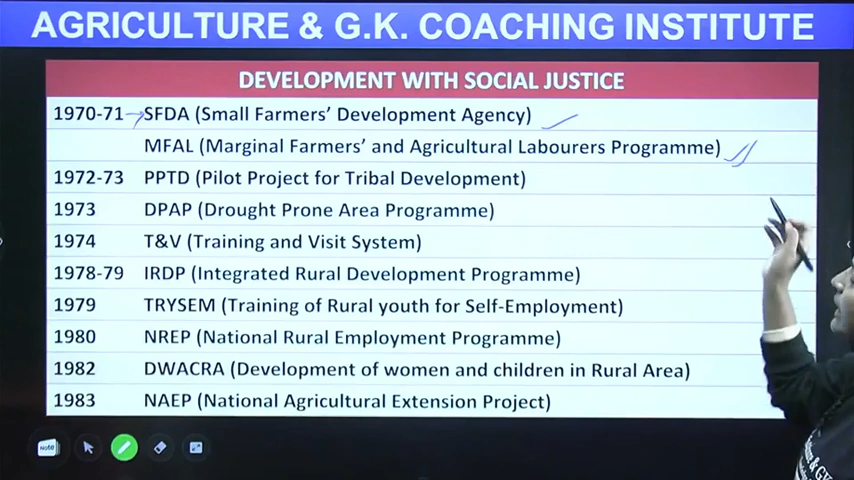 AGRICULTURE & G.K. COACHING INSTITUTE
DEVELOPMENT WITH SOCIAL JUSTICE
1970-71 SFDA (Small Farmers' Development Agency)
MFAL (Marginal Farmers' and Agricultural Labourers Programme)
1972-73 PPTD (Pilot Project for Tribal Development)
1973 DPAP (Drought Prone Area Programme)
1974 T&V (Training and Visit System)
1978-79 IRDP (Integrated Rural Development Programme)
1979 TRYSEM (Training of Rural youth for Self-Employment)
1980 NREP (National Rural Employment Programme)
1982 DWACRA (Development of women and children in Rural Area)
1983 NAEP (National Agricultural Extension Project)
Note